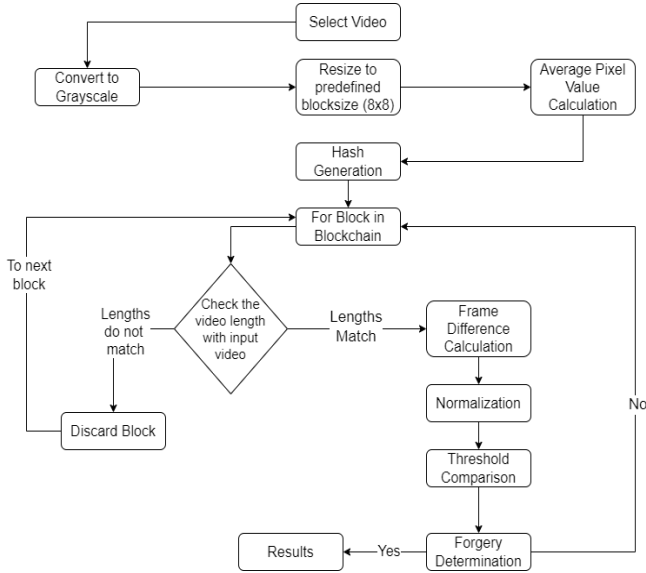 Select Video
Convert to
Grayscale
Resize to
predefined
blocksize (8x8)
Average Pixel
Value
Calculation
Hash
Generation
For Block in
Blockchain
To next
block
Check the
video length
with input
video
Lengths
do not
match
Lengths
Match
Frame
Difference
Calculation
Discard Block
Normalization
No
Threshold
Comparison
Forgery
Determination
Yes
Results